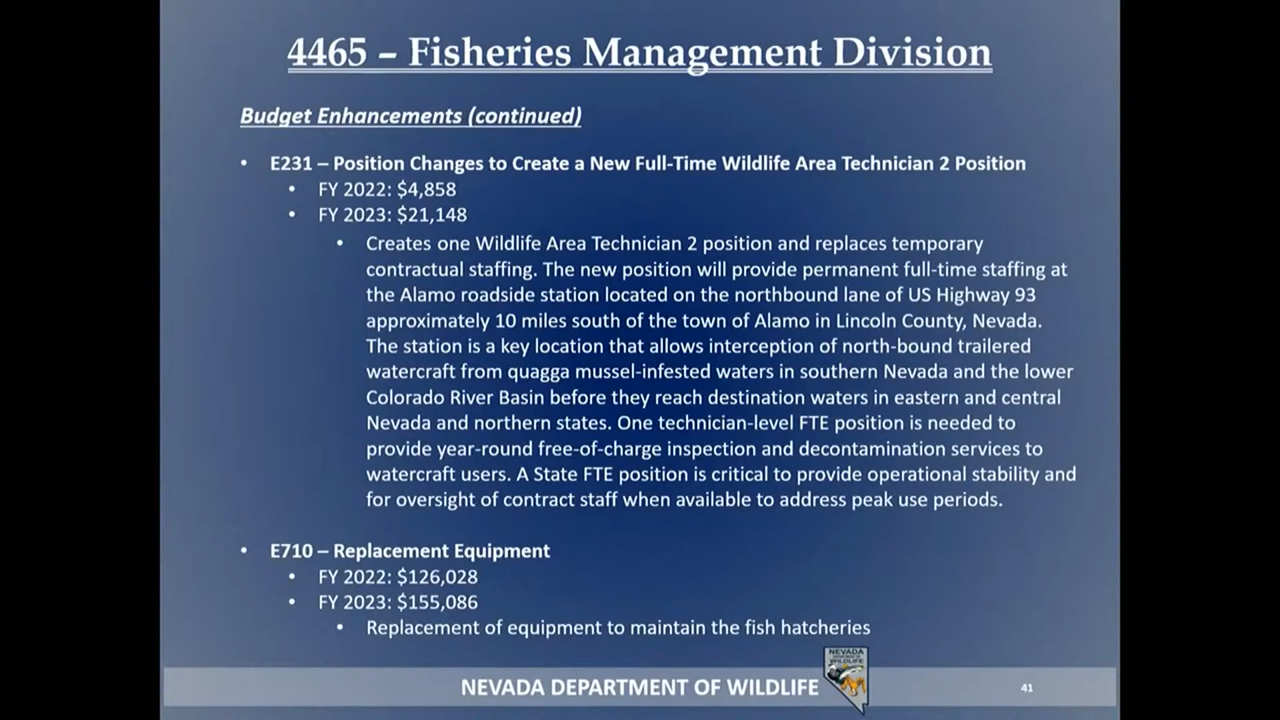 4465 – Fisheries Management Division
Budget Enhancements (continued)
• E231 – Position Changes to Create a New Full-Time Wildlife Area Technician 2 Position
• FY 2022: $4,858
• FY 2023: $21,148
• Creates one Wildlife Area Technician 2 position and replaces temporary
contractual staffing. The new position will provide permanent full-time staffing at
the Alamo roadside station located on the northbound lane of US Highway 93
approximately 10 miles south of the town of Alamo in Lincoln County, Nevada.
The station is a key location that allows interception of north-bound trailered
watercraft from quagga mussel-infested waters in southern Nevada and the lower
Colorado River Basin before they reach destination waters in eastern and central
Nevada and northern states. One technician-level FTE position is needed to
provide year-round free-of-charge inspection and decontamination services to
watercraft users. A State FTE position is critical to provide operational stability and
for oversight of contract staff when available to address peak use periods.
• E710 – Replacement Equipment
• FY 2022: $126,028
• FY 2023: $155,086
• Replacement of equipment to maintain the fish hatcheries
NEVADA
DEPARTMENT OF
WILDLIFE
NEVADA DEPARTMENT OF WILDLIFE
41